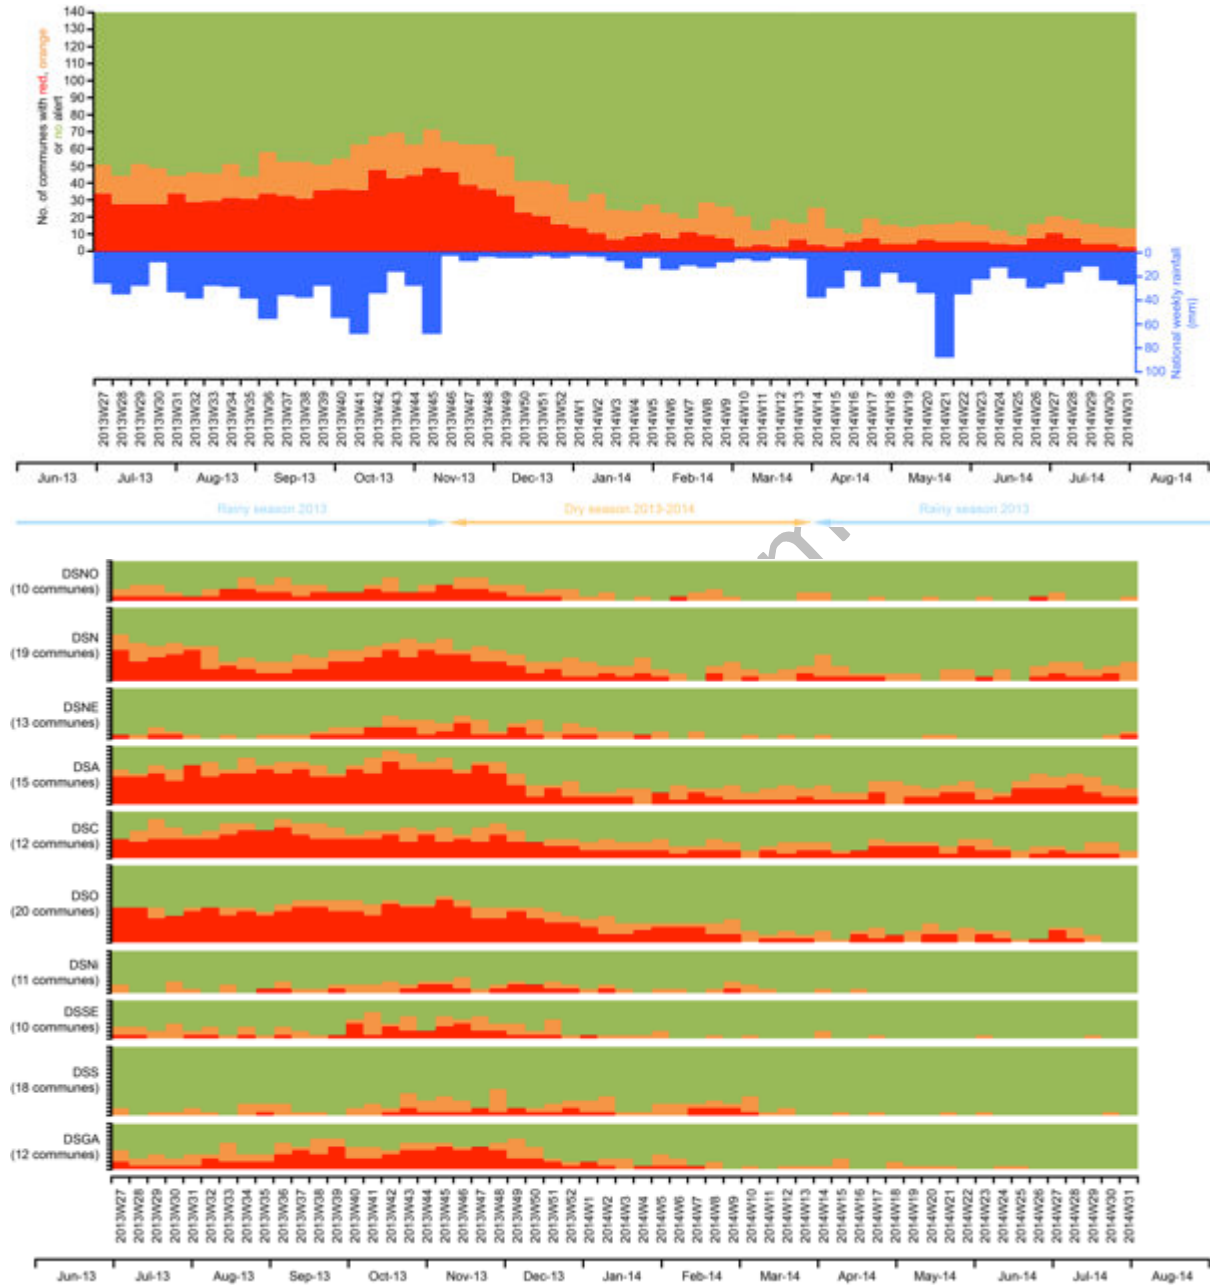 140
130
120
110
100
90
80
70
60
50
40
30
20
10
0
No. of communes with red, orange
or no alert
0
20
40
60
80
100
National weekly rainfall
(mm)
2013W27 2013W28 2013W29 2013W30 2013W31 2013W32 2013W33 2013W34 2013W35 2013W36 2013W37 2013W38 2013W39 2013W40 2013W41 2013W42 2013W43 2013W44 2013W45 2013W46 2013W47 2013W48 2013W49 2013W50 2013W51 2013W52 2014W1 2014W2 2014W3 2014W4 2014W5 2014W6 2014W7 2014W8 2014W9 2014W10 2014W11 2014W12 2014W13 2014W14 2014W15 2014W16 2014W17 2014W18 2014W19 2014W20 2014W21 2014W22 2014W23 2014W24 2014W25 2014W26 2014W27 2014W28 2014W29 2014W30 2014W31
Jun-13 Jul-13 Aug-13 Sep-13 Oct-13 Nov-13 Dec-13 Jan-14 Feb-14 Mar-14 Apr-14 May-14 Jun-14 Jul-14 Aug-14
Rainy season 2013 Dry season 2013-2014 Rainy season 2013
m
DSNO
(10 communes)
DSN
(19 communes)
DSNE
(13 communes)
DSA
(15 communes)
DSC
(12 communes)
DSO
(20 communes)
DSNi
(11 communes)
DSSE
(10 communes)
DSS
(18 communes)
DSGA
(12 communes)
2013W27 2013W28 2013W29 2013W30 2013W31 2013W32 2013W33 2013W34 2013W35 2013W36 2013W37 2013W38 2013W39 2013W40 2013W41 2013W42 2013W43 2013W44 2013W45 2013W46 2013W47 2013W48 2013W49 2013W50 2013W51 2013W52 2014W1 2014W2 2014W3 2014W4 2014W5 2014W6 2014W7 2014W8 2014W9 2014W10 2014W11 2014W12 2014W13 2014W14 2014W15 2014W16 2014W17 2014W18 2014W19 2014W20 2014W21 2014W22 2014W23 2014W24 2014W25 2014W26 2014W27 2014W28 2014W29 2014W30 2014W31
Jun-13 Jul-13 Aug-13 Sep-13 Oct-13 Nov-13 Dec-13 Jan-14 Feb-14 Mar-14 Apr-14 May-14 Jun-14 Jul-14 Aug-14